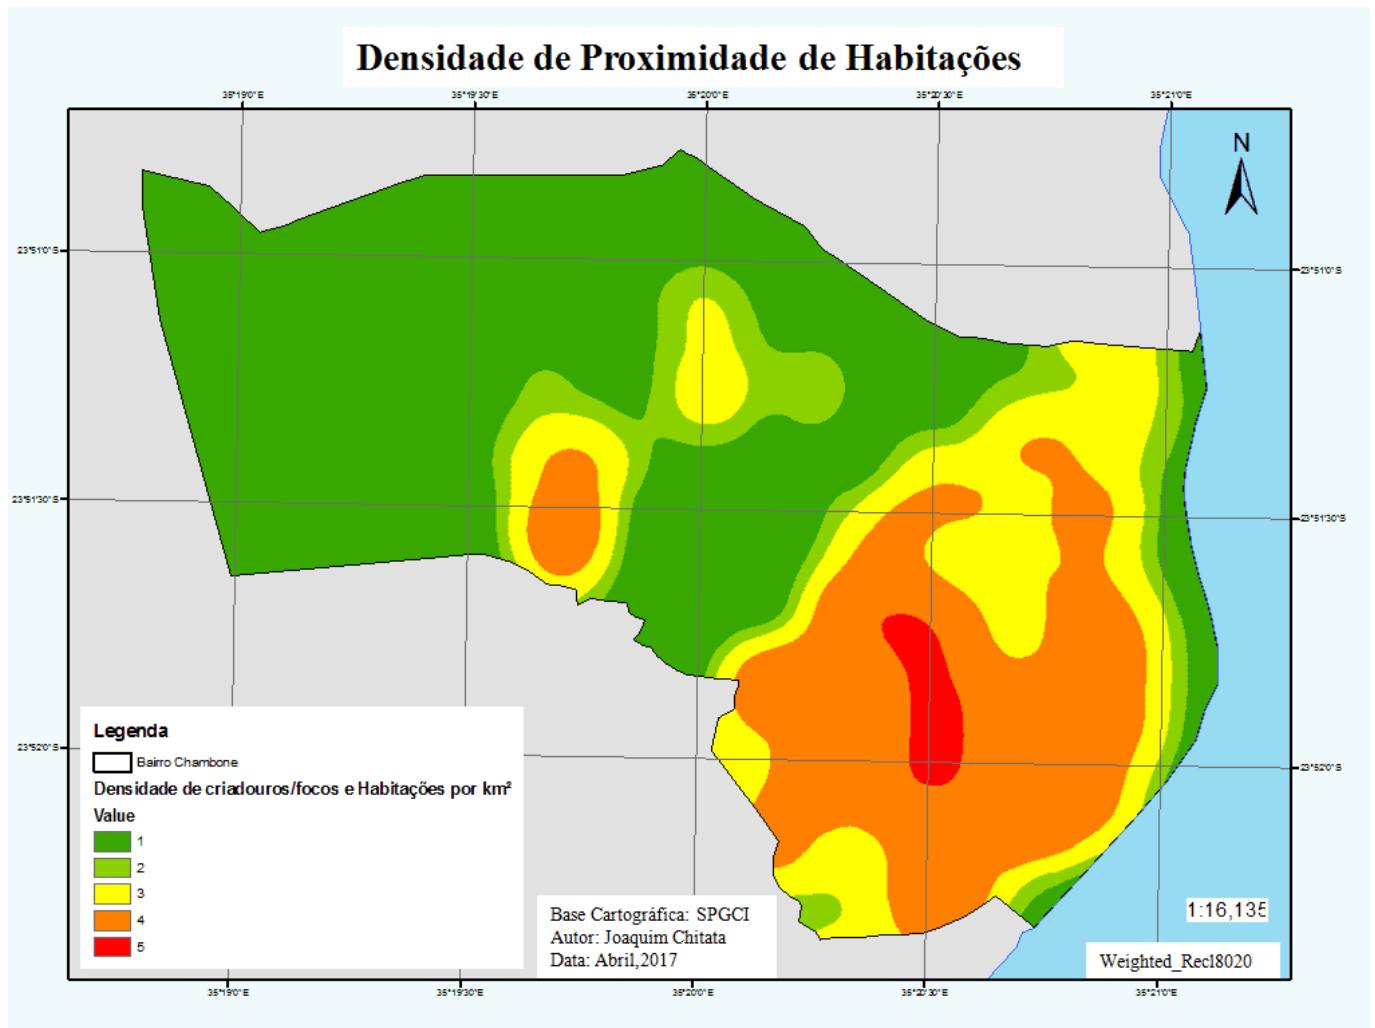 Densidade de Proximidade de Habitações
35°19'0"E 35°19'30"E 35°20'0"E 35°20'30"E 35°21'0"E
N
23°51'0"S 23°51'0"S
23°51'30"S 23°51'30"S
23°52'0"S 23°52'0"S
Legenda
Bairro Chambone
Densidade de criadouros/focos e Habitações por km²
Value
1
2
3
4
5
Base Cartográfica: SPGCI
Autor: Joaquim Chitata
Data: Abril,2017
1:16,135
Weighted_Recl8020
35°19'0"E 35°19'30"E 35°20'0"E 35°20'30"E 35°21'0"E